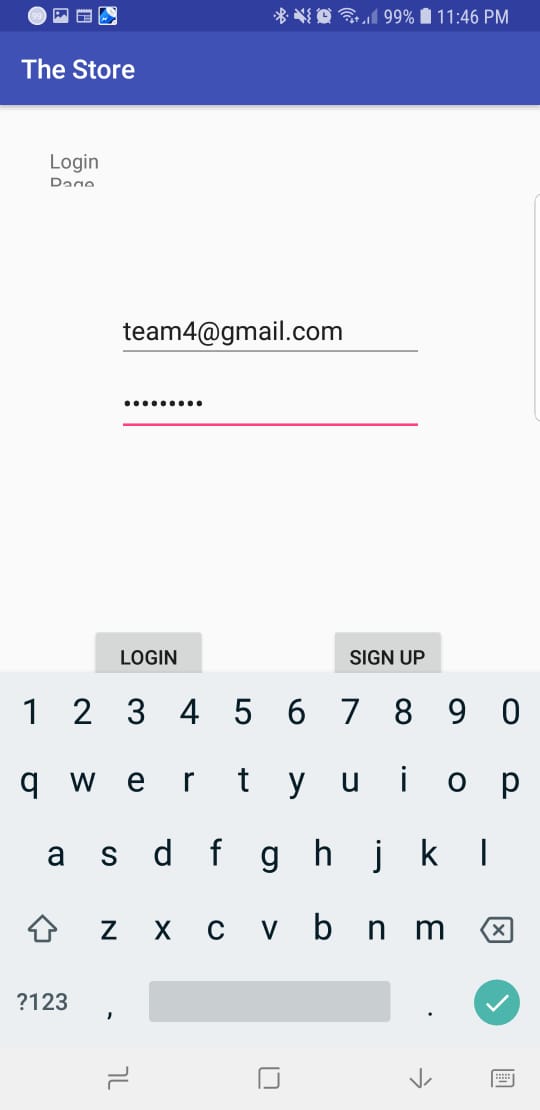 99% 11:46 PM
The Store
Login
Page
team4@gmail.com
•••••••••
LOGIN SIGN UP
1 2 3 4 5 6 7 8 9 0
q w e r t y u i o p
a s d f g h j k l
z x c v b n m
?123 , .